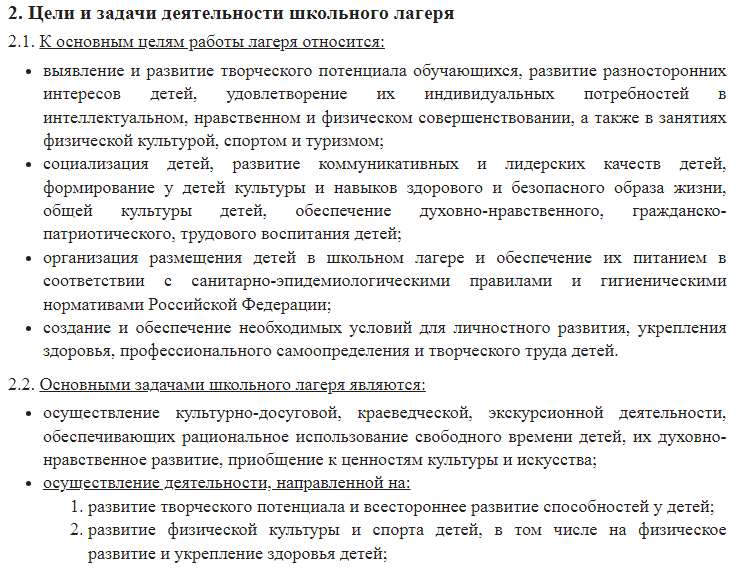 2. Цели и задачи деятельности школьного лагеря
2.1. К основным целям работы лагеря относится:
• выявление и развитие творческого потенциала обучающихся, развитие разносторонних
интересов детей, удовлетворение их индивидуальных потребностей в
интеллектуальном, нравственном и физическом совершенствовании, а также в занятиях
физической культурой, спортом и туризмом;
• социализация детей, развитие коммуникативных и лидерских качеств детей,
формирование у детей культуры и навыков здорового и безопасного образа жизни,
общей культуры детей, обеспечение духовно-нравственного, гражданско-
патриотического, трудового воспитания детей;
• организация размещения детей в школьном лагере и обеспечение их питанием в
соответствии с санитарно-эпидемиологическими правилами и гигиеническими
нормативами Российской Федерации;
• создание и обеспечение необходимых условий для личностного развития, укрепления
здоровья, профессионального самоопределения и творческого труда детей.
2.2. Основными задачами школьного лагеря являются:
• осуществление культурно-досуговой, краеведческой, экскурсионной деятельности,
обеспечивающих рациональное использование свободного времени детей, их духовно-
нравственное развитие, приобщение к ценностям культуры и искусства;
• осуществление деятельности, направленной на:
1. развитие творческого потенциала и всестороннее развитие способностей у детей;
2. развитие физической культуры и спорта детей, в том числе на физическое
развитие и укрепление здоровья детей;